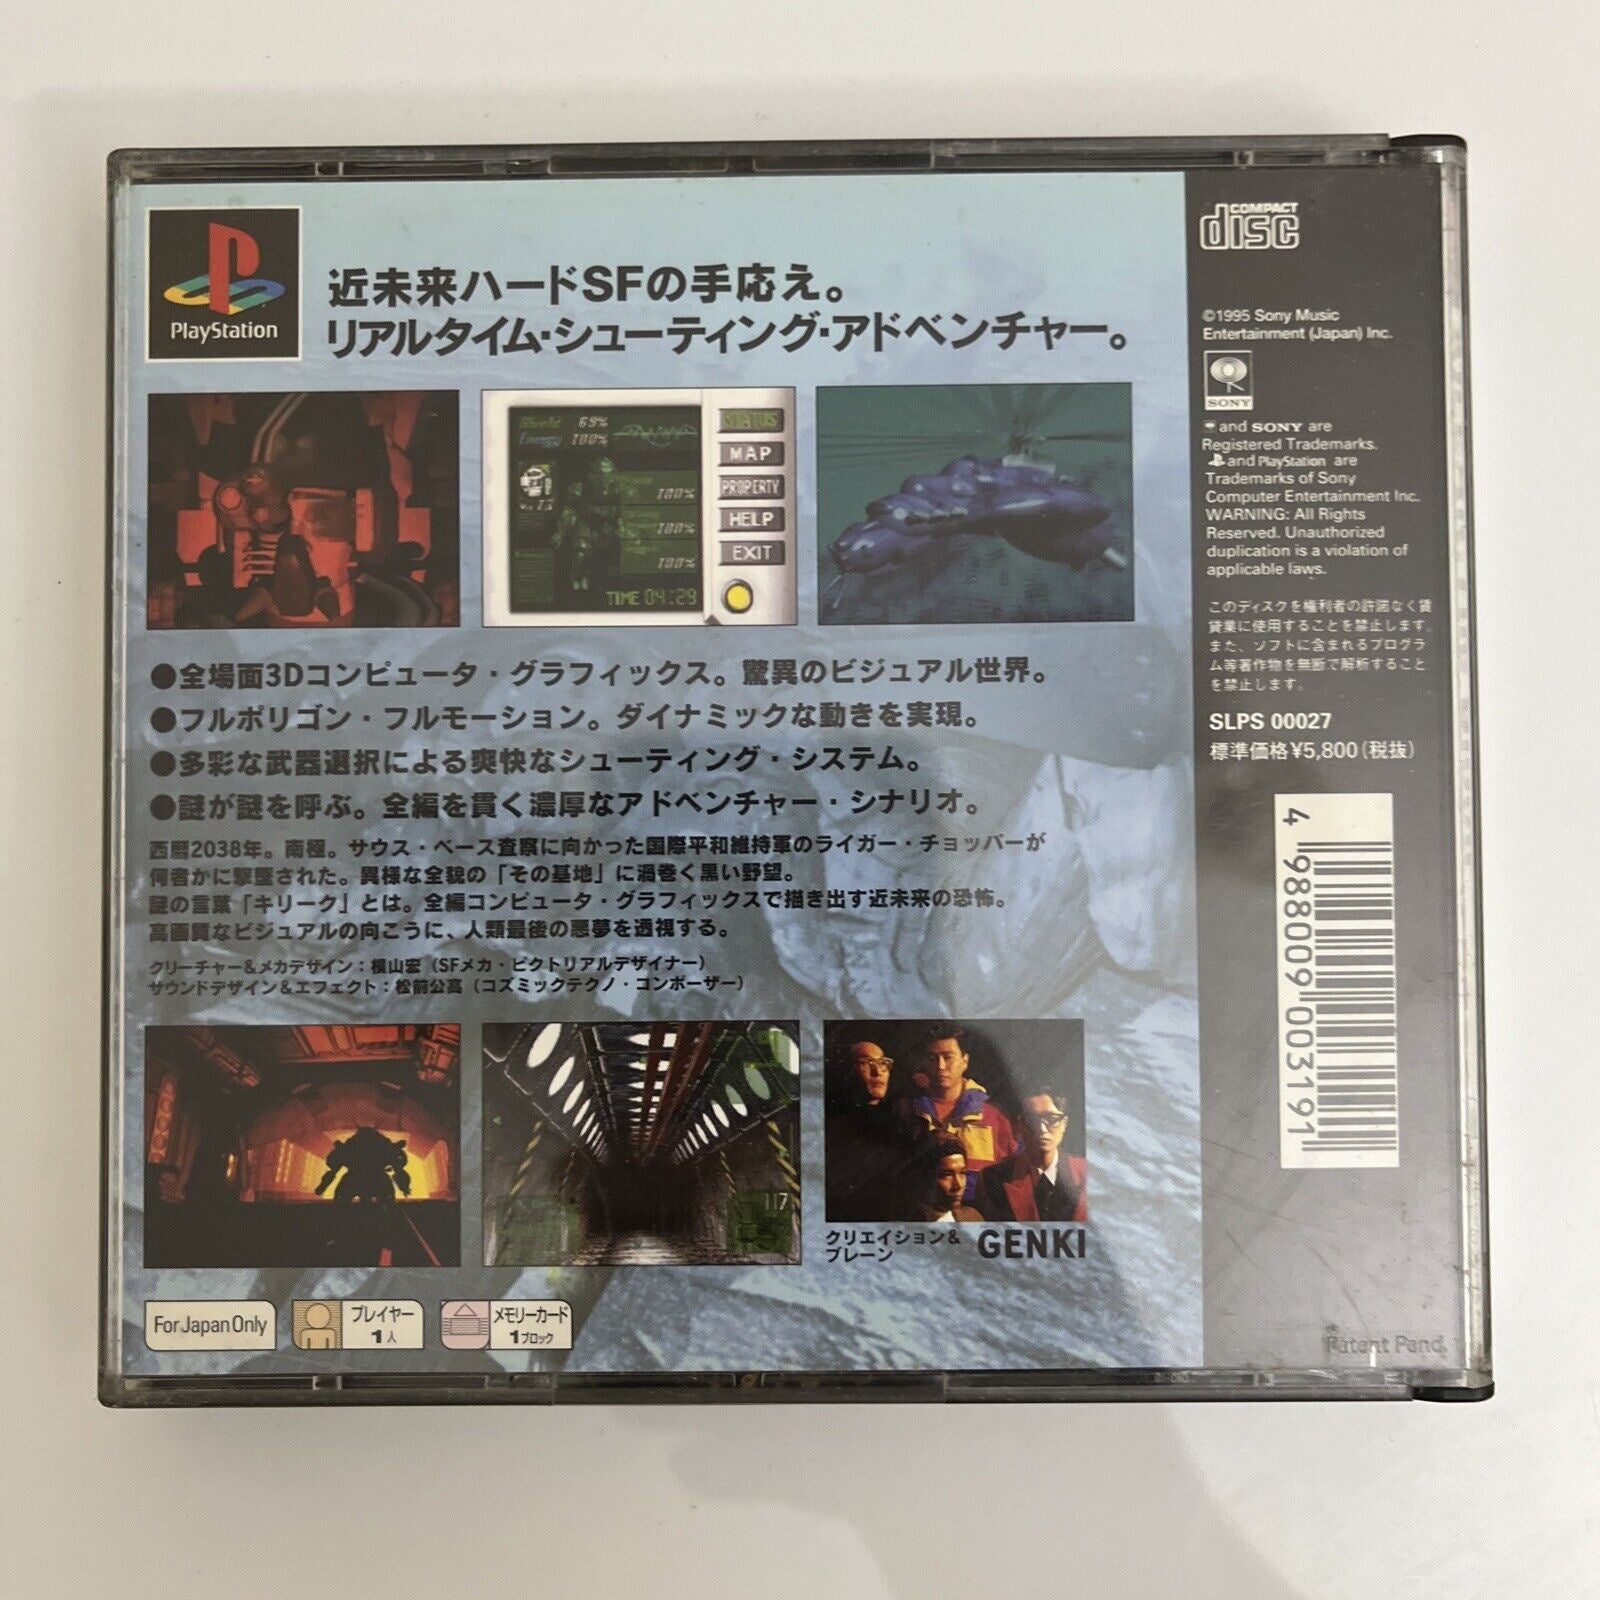 PlayStation
近未来ハードSFの手応え。
リアルタイム・シューティング・アドベンチャー。
Shield 69%
Energy 100%
100%
100%
100%
TIME 04:29
STATUS
MAP
PROPERTY
HELP
EXIT
●全場面3Dコンピュータ・グラフィックス。驚異のビジュアル世界。
●フルポリゴン・フルモーション。ダイナミックな動きを実現。
●多彩な武器選択による爽快なシューティング・システム。
●謎が謎を呼ぶ。全編を貫く濃厚なアドベンチャー・シナリオ。
西暦2038年。南極。サウス・ベース査察に向かった国際平和維持軍のライガー・チョッパーが
何者かに撃墜された。異様な全貌の「その基地」に渦巻く黒い野望。
謎の言葉「キリーク」とは。全編コンピュータ・グラフィックスで描き出す近未来の恐怖。
高画質なビジュアルの向こうに、人類最後の悪夢を透視する。
クリーチャー&メカデザイン:横山宏(SFメカ・ピクトリアルデザイナー)
サウンドデザイン&エフェクト:松前公高(コズミックテクノ・コンポーザー)
117
クリエイション&
ブレーン
GENKI
For Japan Only
プレイヤー
1人
メモリーカード
1ブロック
COMPACT
disc
©1995 Sony Music
Entertainment (Japan) Inc.
SONY
and SONY are
Registered Trademarks.
and PlayStation are
Trademarks of Sony
Computer Entertainment Inc.
WARNING: All Rights
Reserved. Unauthorized
duplication is a violation of
applicable laws.
このディスクを権利者の許諾なく賃
貸業に使用することを禁止します。
また、ソフトに含まれるプログラ
ム等著作物を無断で解析すること
を禁止します。
SLPS 00027
標準価格¥5,800(税抜)
4 988009 003191
Patent Pend.